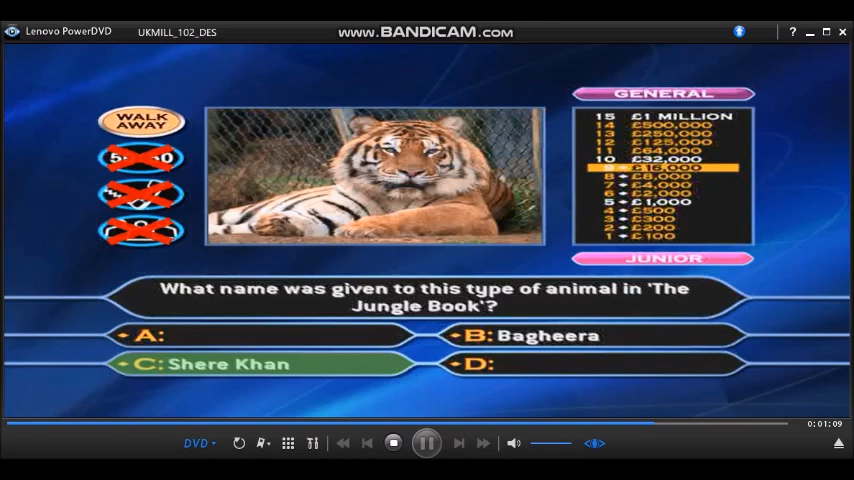 Lenovo PowerDVD
UKMILL_102_DES
www.BANDICAM.com
?
WALK
AWAY
GENERAL
15 £1 MILLION
14 £500,000
13 £250,000
12 £125,000
11 £64,000
10 £32,000
9 £16,000
8 £8,000
7 £4,000
6 £2,000
5 £1,000
4 £500
3 £300
2 £200
1 £100
JUNIOR
What name was given to this type of animal in 'The
Jungle Book'?
A:
B: Bagheera
C: Shere Khan
D:
0:01:09
DVD